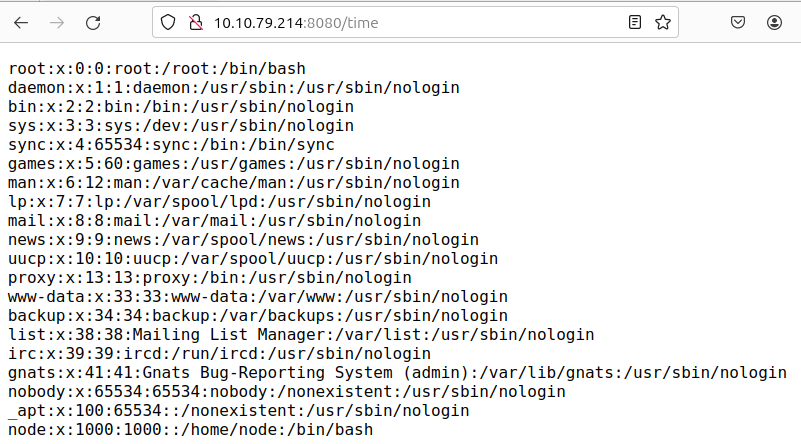 10.10.79.214:8080/time
root:x:0:0:root:/root:/bin/bash
daemon:x:1:1:daemon:/usr/sbin:/usr/sbin/nologin
bin:x:2:2:bin:/bin:/usr/sbin/nologin
sys:x:3:3:sys:/dev:/usr/sbin/nologin
sync:x:4:65534:sync:/bin:/bin/sync
games:x:5:60:games:/usr/games:/usr/sbin/nologin
man:x:6:12:man:/var/cache/man:/usr/sbin/nologin
lp:x:7:7:lp:/var/spool/lpd:/usr/sbin/nologin
mail:x:8:8:mail:/var/mail:/usr/sbin/nologin
news:x:9:9:news:/var/spool/news:/usr/sbin/nologin
uucp:x:10:10:uucp:/var/spool/uucp:/usr/sbin/nologin
proxy:x:13:13:proxy:/bin:/usr/sbin/nologin
www-data:x:33:33:www-data:/var/www:/usr/sbin/nologin
backup:x:34:34:backup:/var/backups:/usr/sbin/nologin
list:x:38:38:Mailing List Manager:/var/list:/usr/sbin/nologin
irc:x:39:39:ircd:/run/ircd:/usr/sbin/nologin
gnats:x:41:41:Gnats Bug-Reporting System (admin):/var/lib/gnats:/usr/sbin/nologin
nobody:x:65534:65534:nobody:/nonexistent:/usr/sbin/nologin
_apt:x:100:65534::/nonexistent:/usr/sbin/nologin
node:x:1000:1000::/home/node:/bin/bash